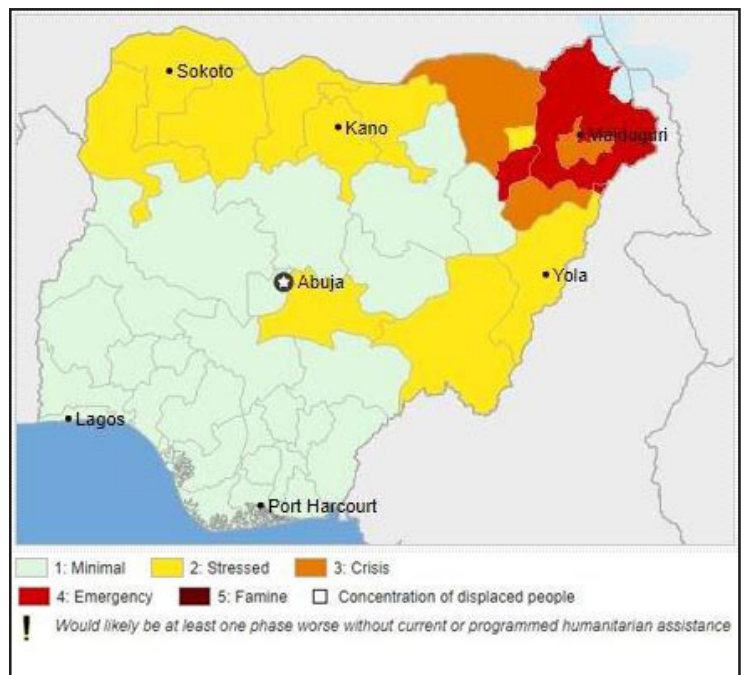 Sokoto
Kano
Maiduguri
Abuja
Yola
Lagos
Port Harcourt
1: Minimal 2: Stressed 3: Crisis
4: Emergency 5: Famine Concentration of displaced people
! Would likely be at least one phase worse without current or programmed humanitarian assistance